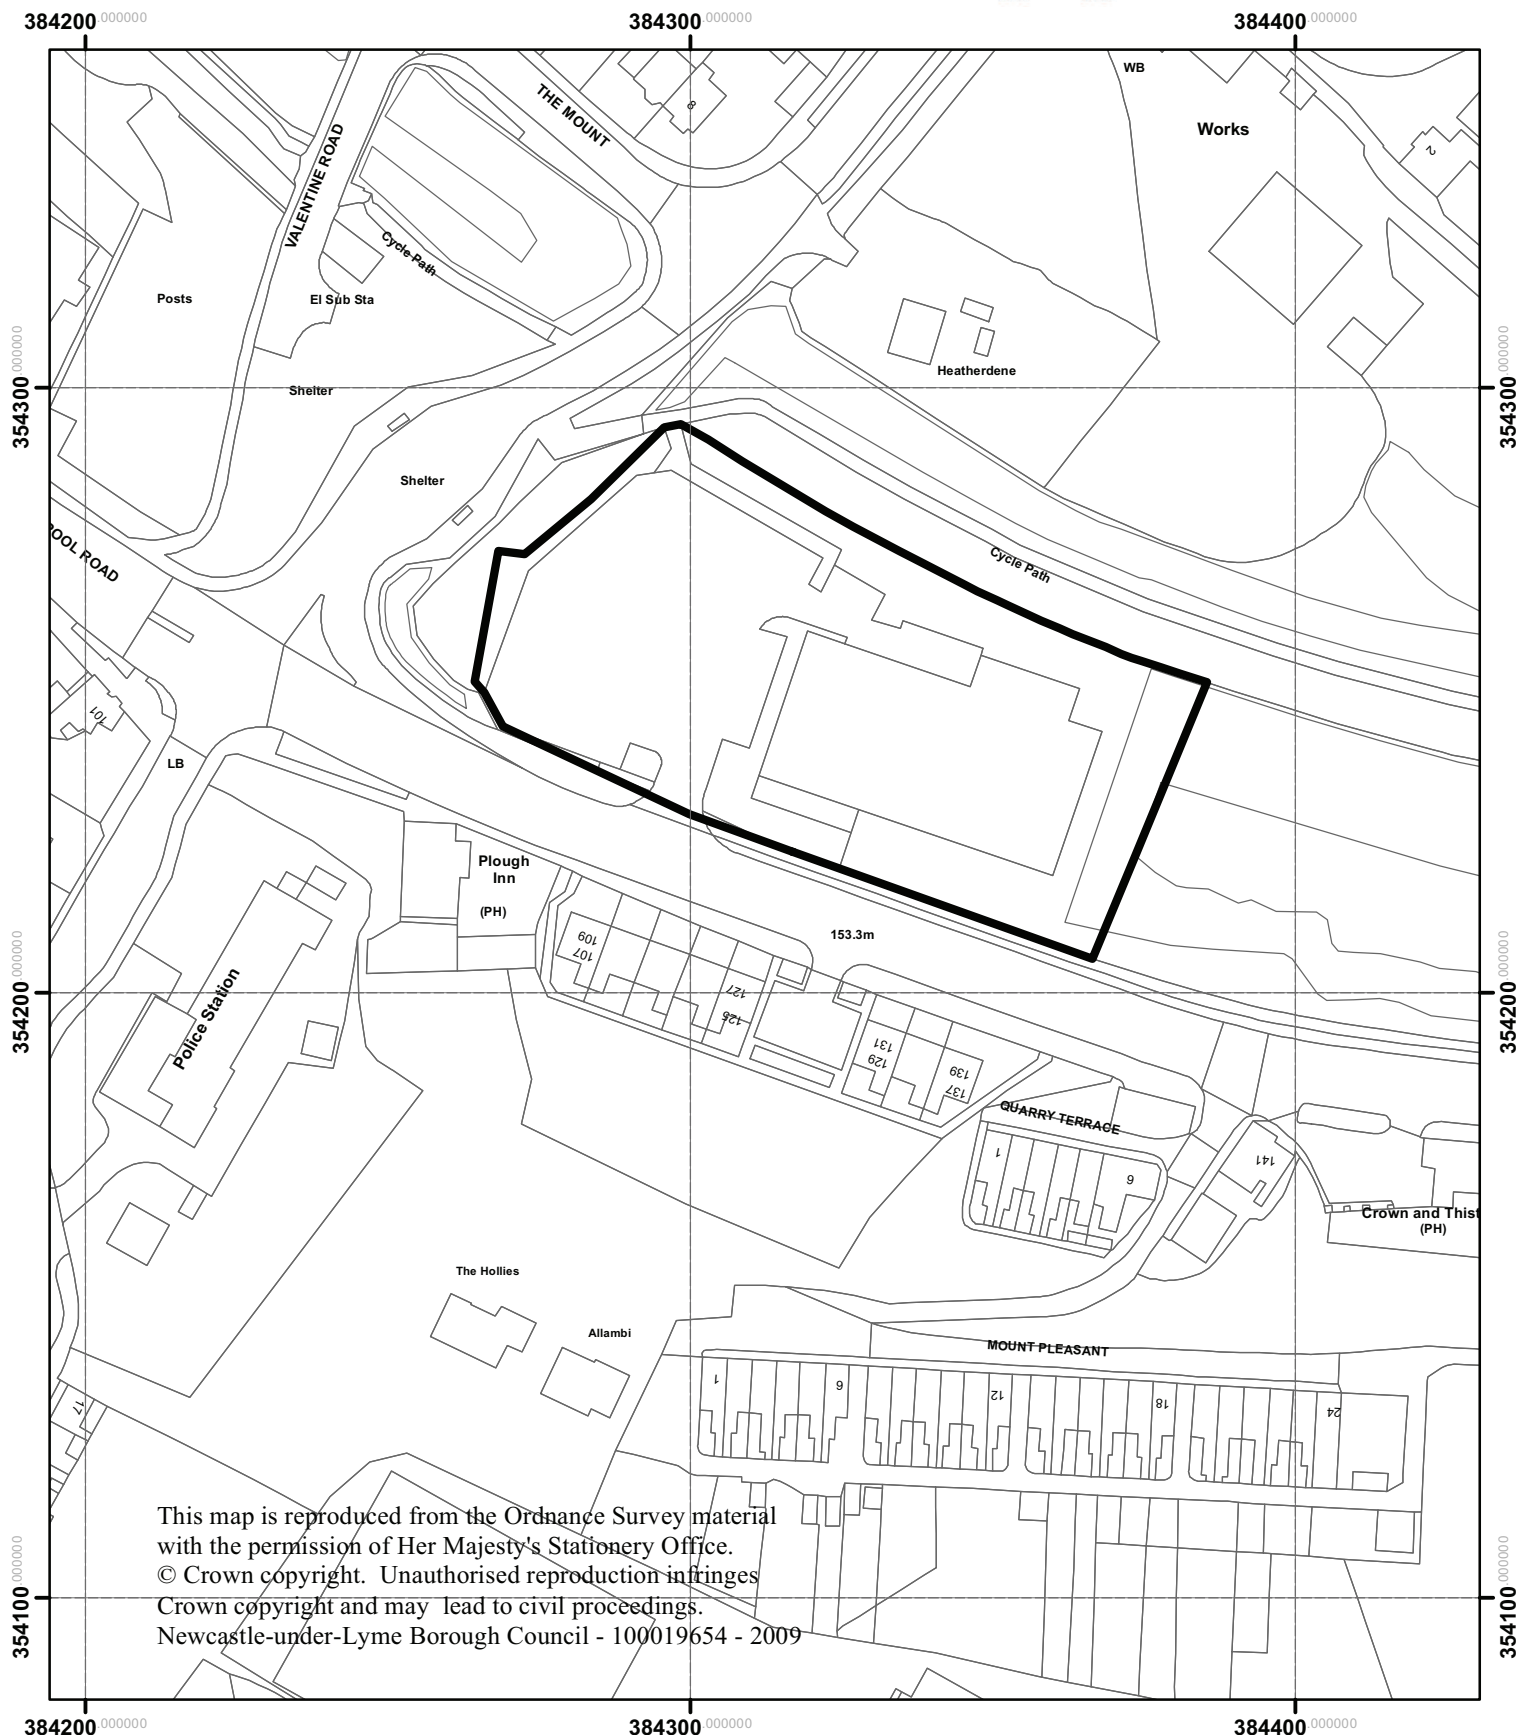 384200.000000
384300.000000
384400.000000
WB
THE MOUNT
8
Works
2
VALENTINE ROAD
Cycle Path
Posts
El Sub Sta
354300.000000
354300.000000
Heatherdene
Shelter
Shelter
OOL ROAD
Cycle Path
101
LB
Plough
Inn
(PH)
109
107
153.3m
127
125
354200.000000
354200.000000
Police Station
131
129
139
137
QUARRY TERRACE
1
6
141
Crown and Thist
(PH)
The Hollies
Allambi
MOUNT PLEASANT
1
6
12
18
24
17
This map is reproduced from the Ordnance Survey material
with the permission of Her Majesty's Stationery Office.
© Crown copyright. Unauthorised reproduction infringes
Crown copyright and may lead to civil proceedings.
Newcastle-under-Lyme Borough Council - 100019654 - 2009
354100.000000
354100.000000
384200.000000
384300.000000
384400.000000